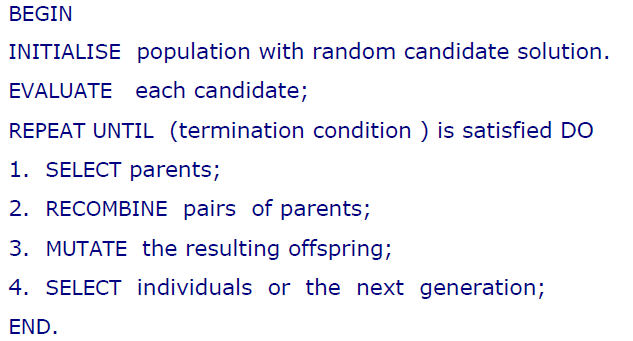 BEGIN
INITIALISE population with random candidate solution.
EVALUATE each candidate;
REPEAT UNTIL (termination condition ) is satisfied DO
1. SELECT parents;
2. RECOMBINE pairs of parents;
3. MUTATE the resulting offspring;
4. SELECT individuals or the next generation;
END.